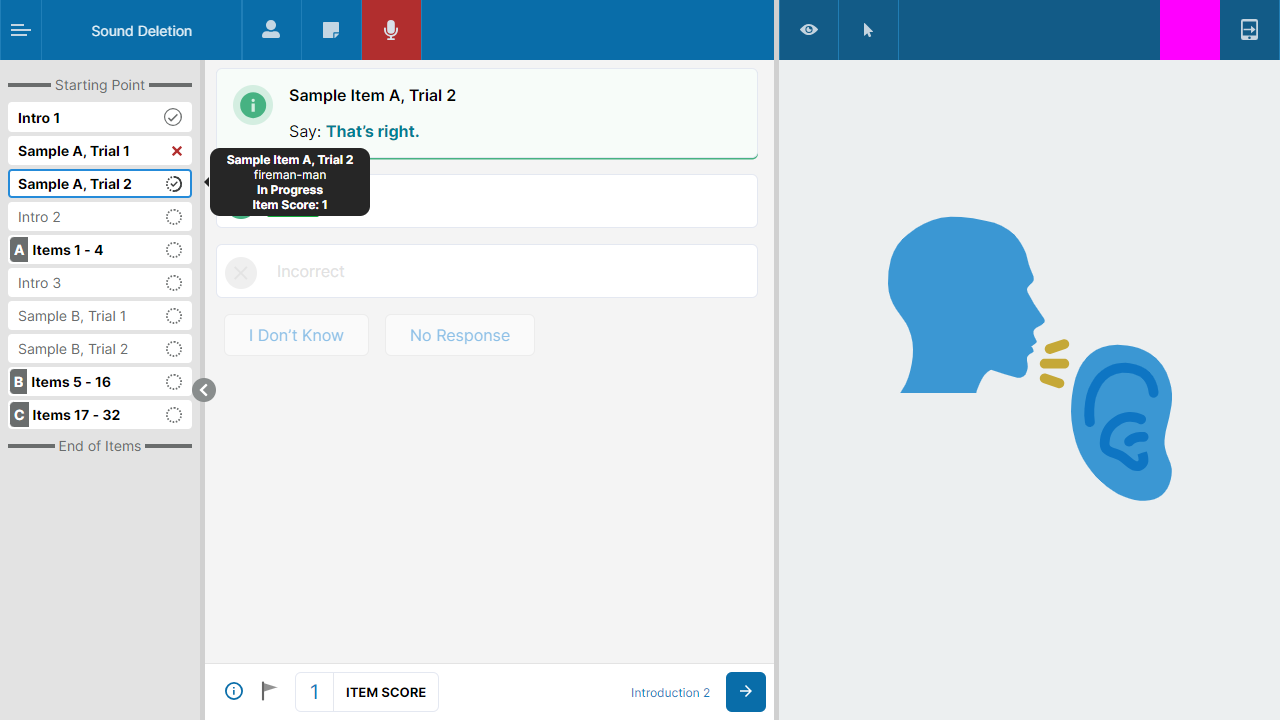 Sound Deletion
Starting Point
Intro 1
Sample A, Trial 1
Sample A, Trial 2
Intro 2
A Items 1 - 4
Intro 3
Sample B, Trial 1
Sample B, Trial 2
B Items 5 - 16
C Items 17 - 32
End of Items
Sample Item A, Trial 2
Say: That's right.
Sample Item A, Trial 2
fireman-man
In Progress
Item Score: 1
Incorrect
I Don't Know
No Response
1 ITEM SCORE
Introduction 2